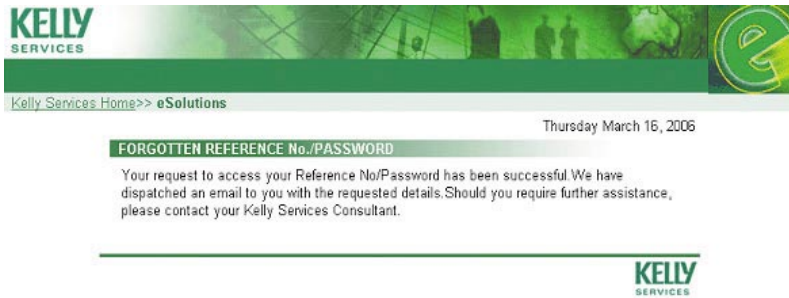 KELLY
SERVICES
e
Kelly Services Home>> eSolutions
Thursday March 16, 2006
FORGOTTEN REFERENCE No./PASSWORD
Your request to access your Reference No/Password has been successful.We have
dispatched an email to you with the requested details.Should you require further assistance,
please contact your Kelly Services Consultant.
KELLY
SERVICES